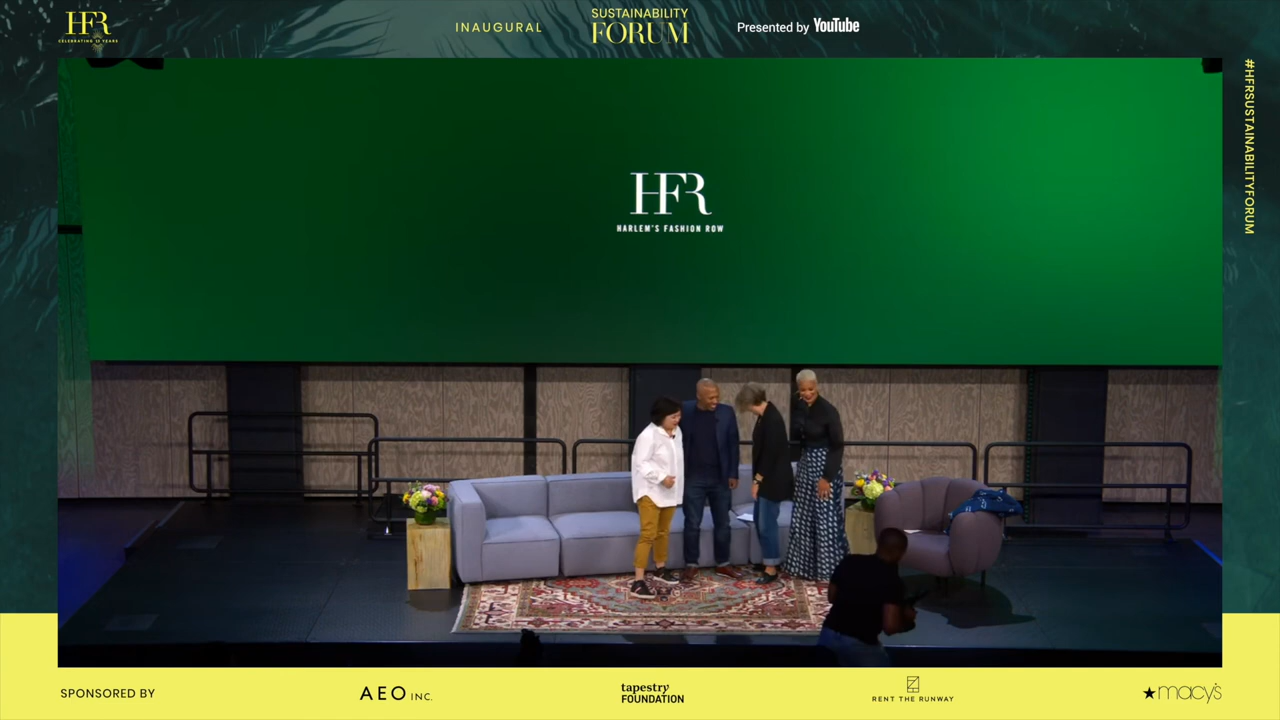 HFR
CELEBRATING 15 YEARS
INAUGURAL
SUSTAINABILITY
FORUM
Presented by YouTube
#HFRSUSTAINABILITYFORUM
HFR
HARLEM'S FASHION ROW
SPONSORED BY
AEO INC.
tapestry
FOUNDATION
RENT THE RUNWAY
★macy's